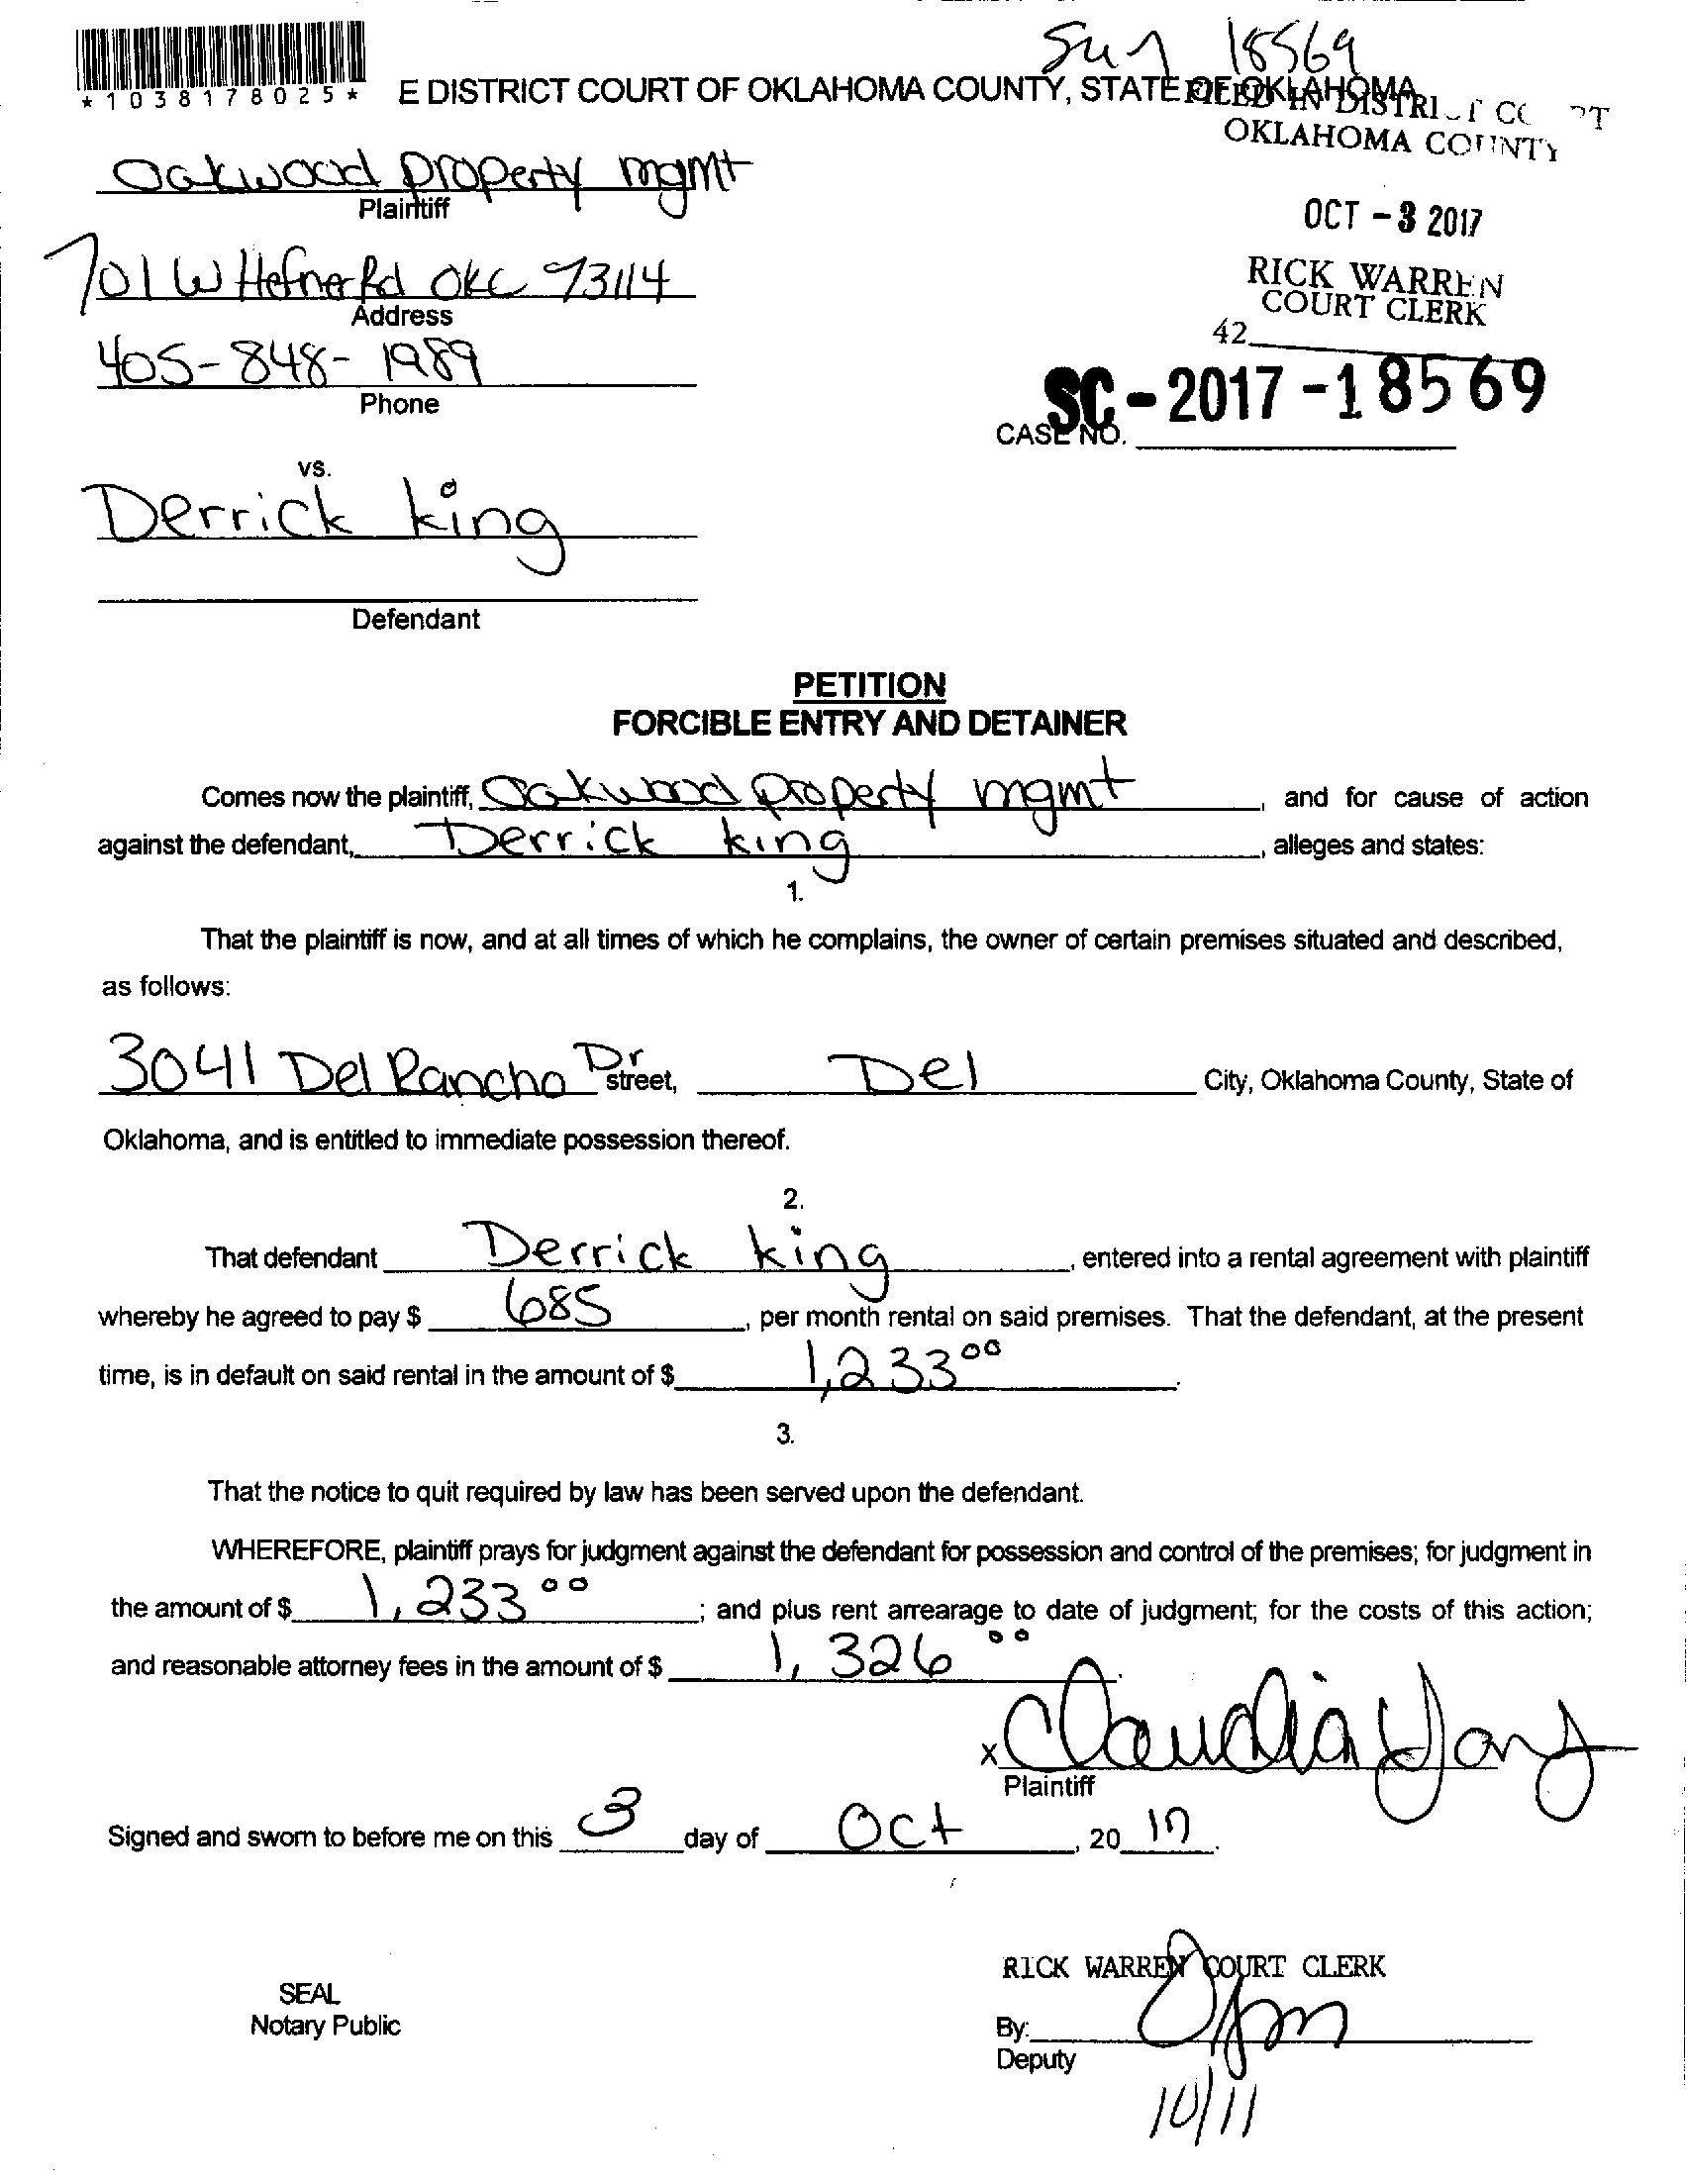 18569
*1038178025*
E DISTRICT COURT OF OKLAHOMA COUNTY, STATE OF OKLAHOMA
FILED IN DISTRI
OKLAHOMA COUNTY
Oakwood property mgmt
Plaintiff
OCT - 3 2017
701 W Hefner Rd OKC 73114
Address
RICK WARREN
COURT CLERK
42
405-848-1989
Phone
SC - 2017 - 18569
CASE NO.
vs.
Derrick King
Defendant
PETITION
FORCIBLE ENTRY AND DETAINER
Comes now the plaintiff, Oakwood property mgmt, and for cause of action
against the defendant, Derrick King, alleges and states:
1.
That the plaintiff is now, and at all times of which he complains, the owner of certain premises situated and described,
as follows:
3041 Del Rancho Dr street, Del City, Oklahoma County, State of
Oklahoma, and is entitled to immediate possession thereof.
2.
That defendant Derrick King, entered into a rental agreement with plaintiff
whereby he agreed to pay $ 685, per month rental on said premises. That the defendant, at the present
time, is in default on said rental in the amount of $ 1,233 00.
3.
That the notice to quit required by law has been served upon the defendant.
WHEREFORE, plaintiff prays for judgment against the defendant for possession and control of the premises; for judgment in
the amount of $ 1,233 00; and plus rent arrearage to date of judgment; for the costs of this action;
and reasonable attorney fees in the amount of $ 1,326 00.
x Claudia
Plaintiff
Signed and sworn to before me on this 3 day of Oct, 20 17.
RICK WARREN COURT CLERK
SEAL
Notary Public
By:
Deputy
10/11